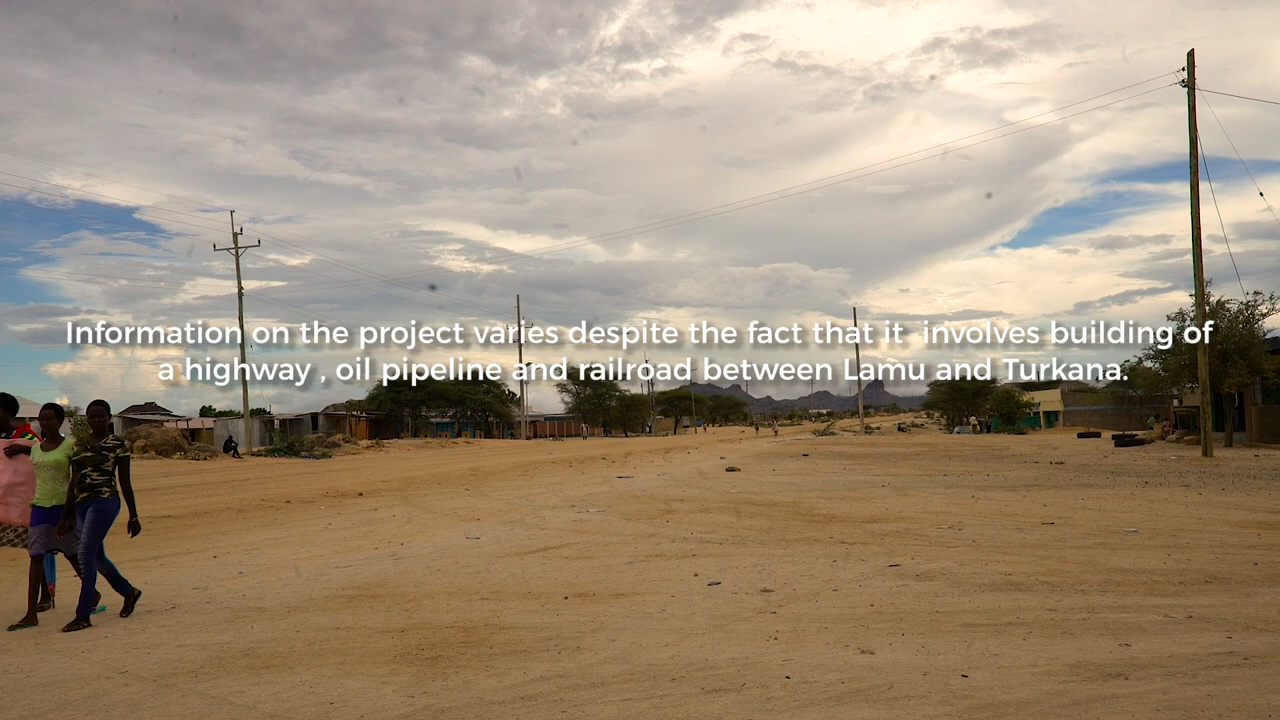 Information on the project varies despite the fact that it  involves building of
a highway , oil pipeline and railroad between Lamu and Turkana.